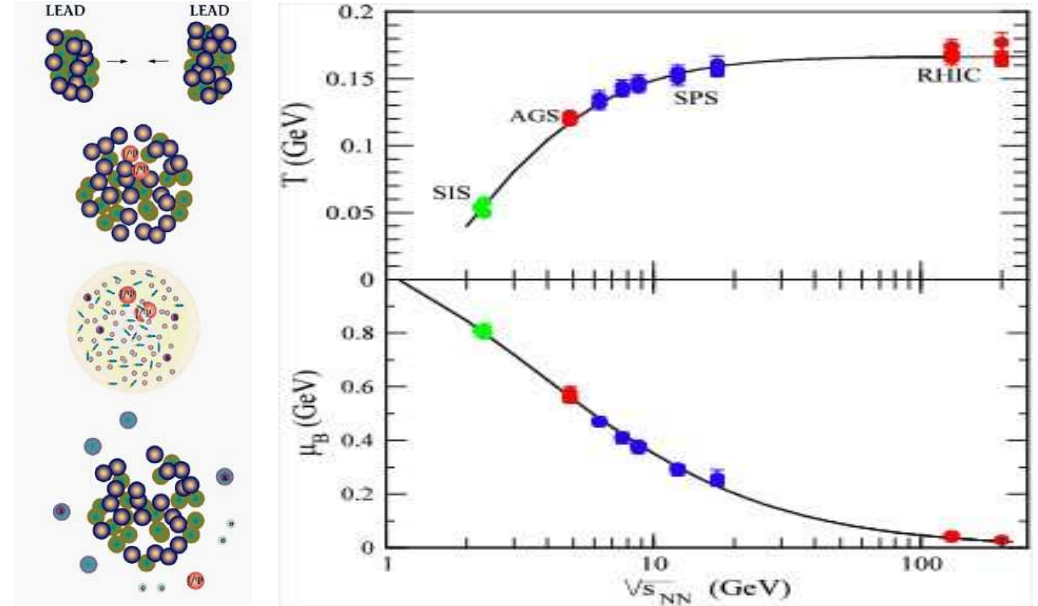 LEAD LEAD
J/Ψ
J/Ψ
J/Ψ
J/Ψ
J/Ψ
0.2
0.15
0.1
0.05
0
T (GeV)
SIS
AGS
SPS
RHIC
0.8
0.6
0.4
0.2
0
μB (GeV)
1 10 100
√sNN (GeV)